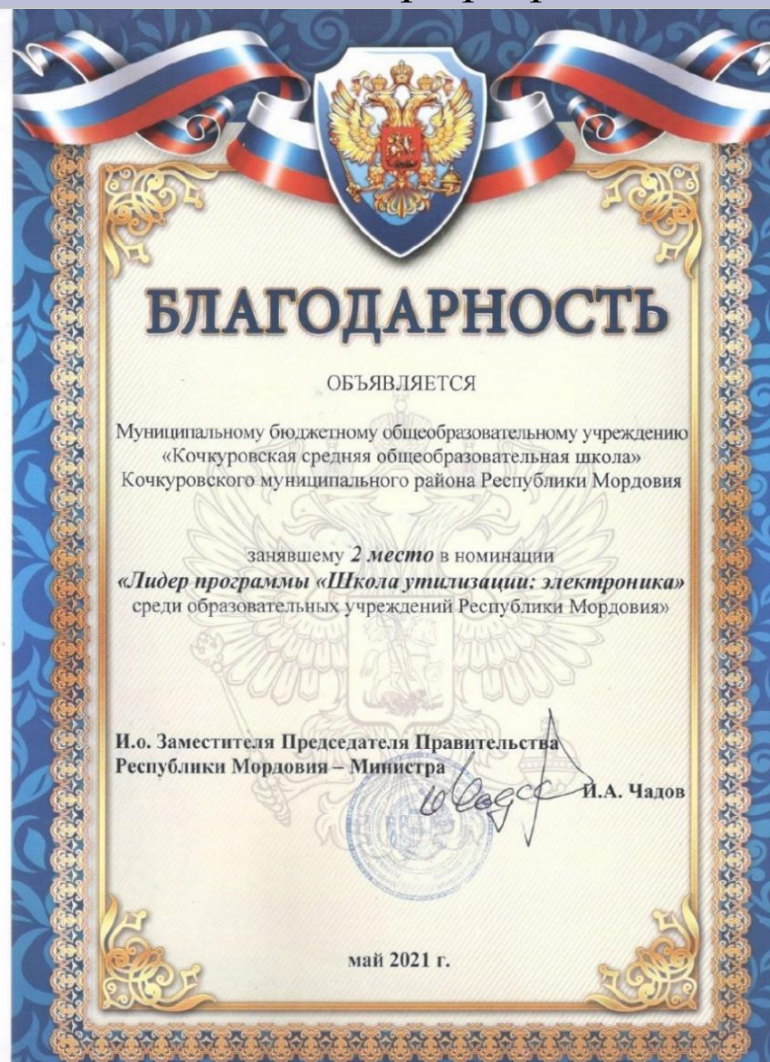 БЛАГОДАРНОСТЬ
ОБЪЯВЛЯЕТСЯ
Муниципальному бюджетному общеобразовательному учреждению
«Кочкуровская средняя общеобразовательная школа»
Кочкуровского муниципального района Республики Мордовия
занявшему 2 место в номинации
«Лидер программы «Школа утилизации: электроника»
среди образовательных учреждений Республики Мордовия»
И.о. Заместителя Председателя Правительства
Республики Мордовия – Министра
И.А. Чадов
май 2021 г.